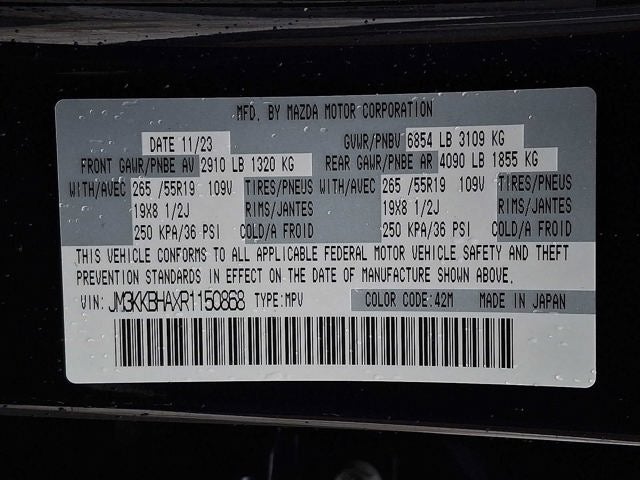 MFD. BY MAZDA MOTOR CORPORATION
DATE 11/23 GVWR/PNBV 6854 LB 3109 KG
FRONT GAWR/PNBE AV 2910 LB 1320 KG REAR GAWR/PNBE AR 4090 LB 1855 KG
WITH/AVEC 265 /55R19 109V TIRES/PNEUS WITH/AVEC 265 /55R19 109V TIRES/PNEUS
19X8 1/2J RIMS/JANTES 19X8 1/2J RIMS/JANTES
250 KPA/36 PSI COLD/A FROID 250 KPA/36 PSI COLD/A FROID
THIS VEHICLE CONFORMS TO ALL APPLICABLE FEDERAL MOTOR VEHICLE SAFETY AND THEFT
PREVENTION STANDARDS IN EFFECT ON THE DATE OF MANUFACTURE SHOWN ABOVE.
VIN: JM3KKBHAXR1150868 TYPE:MPV COLOR CODE:42M MADE IN JAPAN